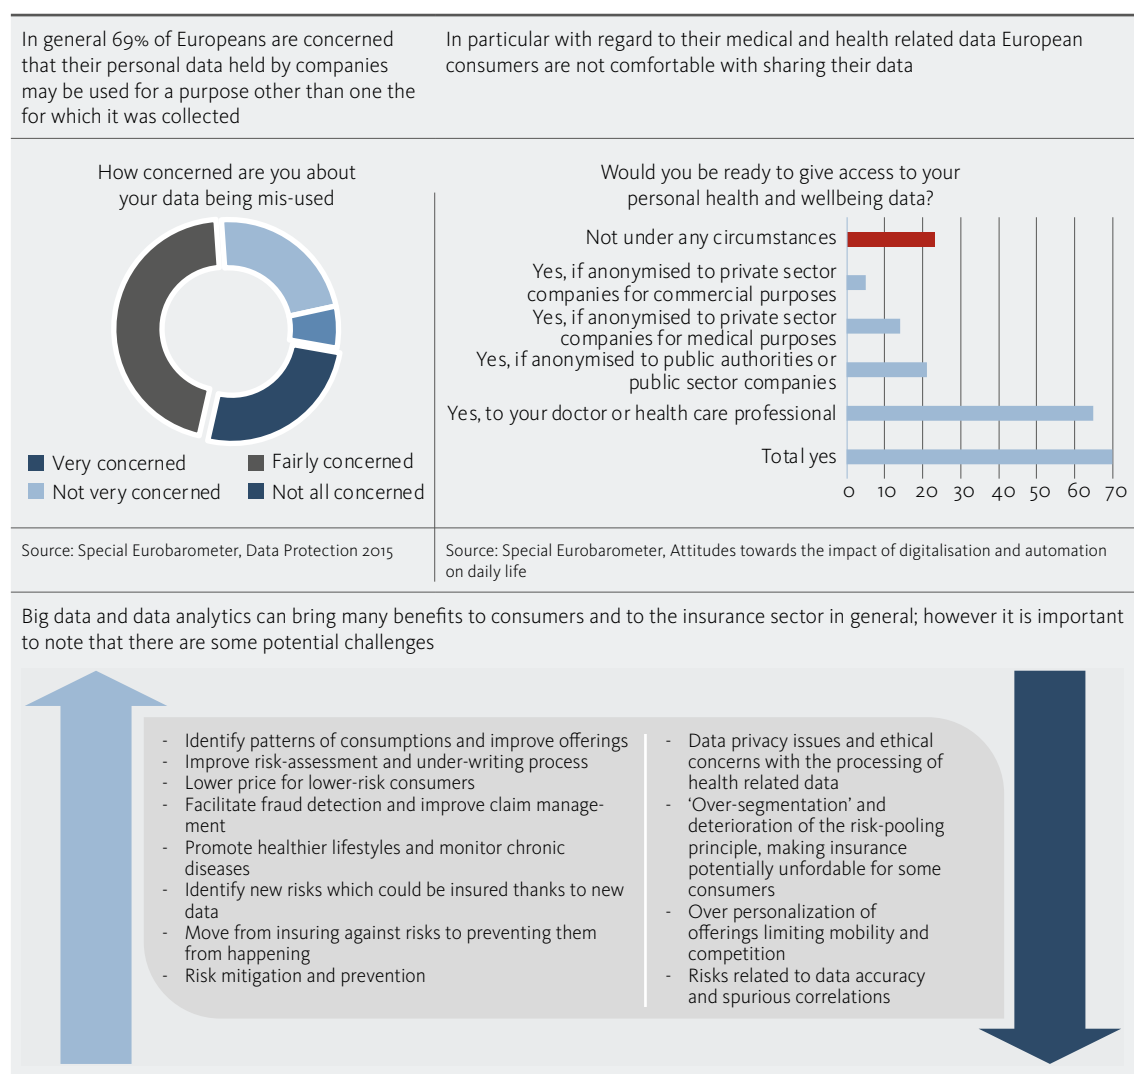 In general 69% of Europeans are concerned
that their personal data held by companies
may be used for a purpose other than one the
for which it was collected
In particular with regard to their medical and health related data European
consumers are not comfortable with sharing their data
How concerned are you about
your data being mis-used
Very concerned
Fairly concerned
Not very concerned
Not all concerned
Would you be ready to give access to your
personal health and wellbeing data?
Not under any circumstances
Yes, if anonymised to private sector
companies for commercial purposes
Yes, if anonymised to private sector
companies for medical purposes
Yes, if anonymised to public authorities or
public sector companies
Yes, to your doctor or health care professional
Total yes
0 10 20 30 40 50 60 70
Source: Special Eurobarometer, Data Protection 2015
Source: Special Eurobarometer, Attitudes towards the impact of digitalisation and automation
on daily life
Big data and data analytics can bring many benefits to consumers and to the insurance sector in general; however it is important
to note that there are some potential challenges
- Identify patterns of consumptions and improve offerings
- Improve risk-assessment and under-writing process
- Lower price for lower-risk consumers
- Facilitate fraud detection and improve claim manage-
ment
- Promote healthier lifestyles and monitor chronic
diseases
- Identify new risks which could be insured thanks to new
data
- Move from insuring against risks to preventing them
from happening
- Risk mitigation and prevention
- Data privacy issues and ethical
concerns with the processing of
health related data
- ‘Over-segmentation’ and
deterioration of the risk-pooling
principle, making insurance
potentially unfordable for some
consumers
- Over personalization of
offerings limiting mobility and
competition
- Risks related to data accuracy
and spurious correlations